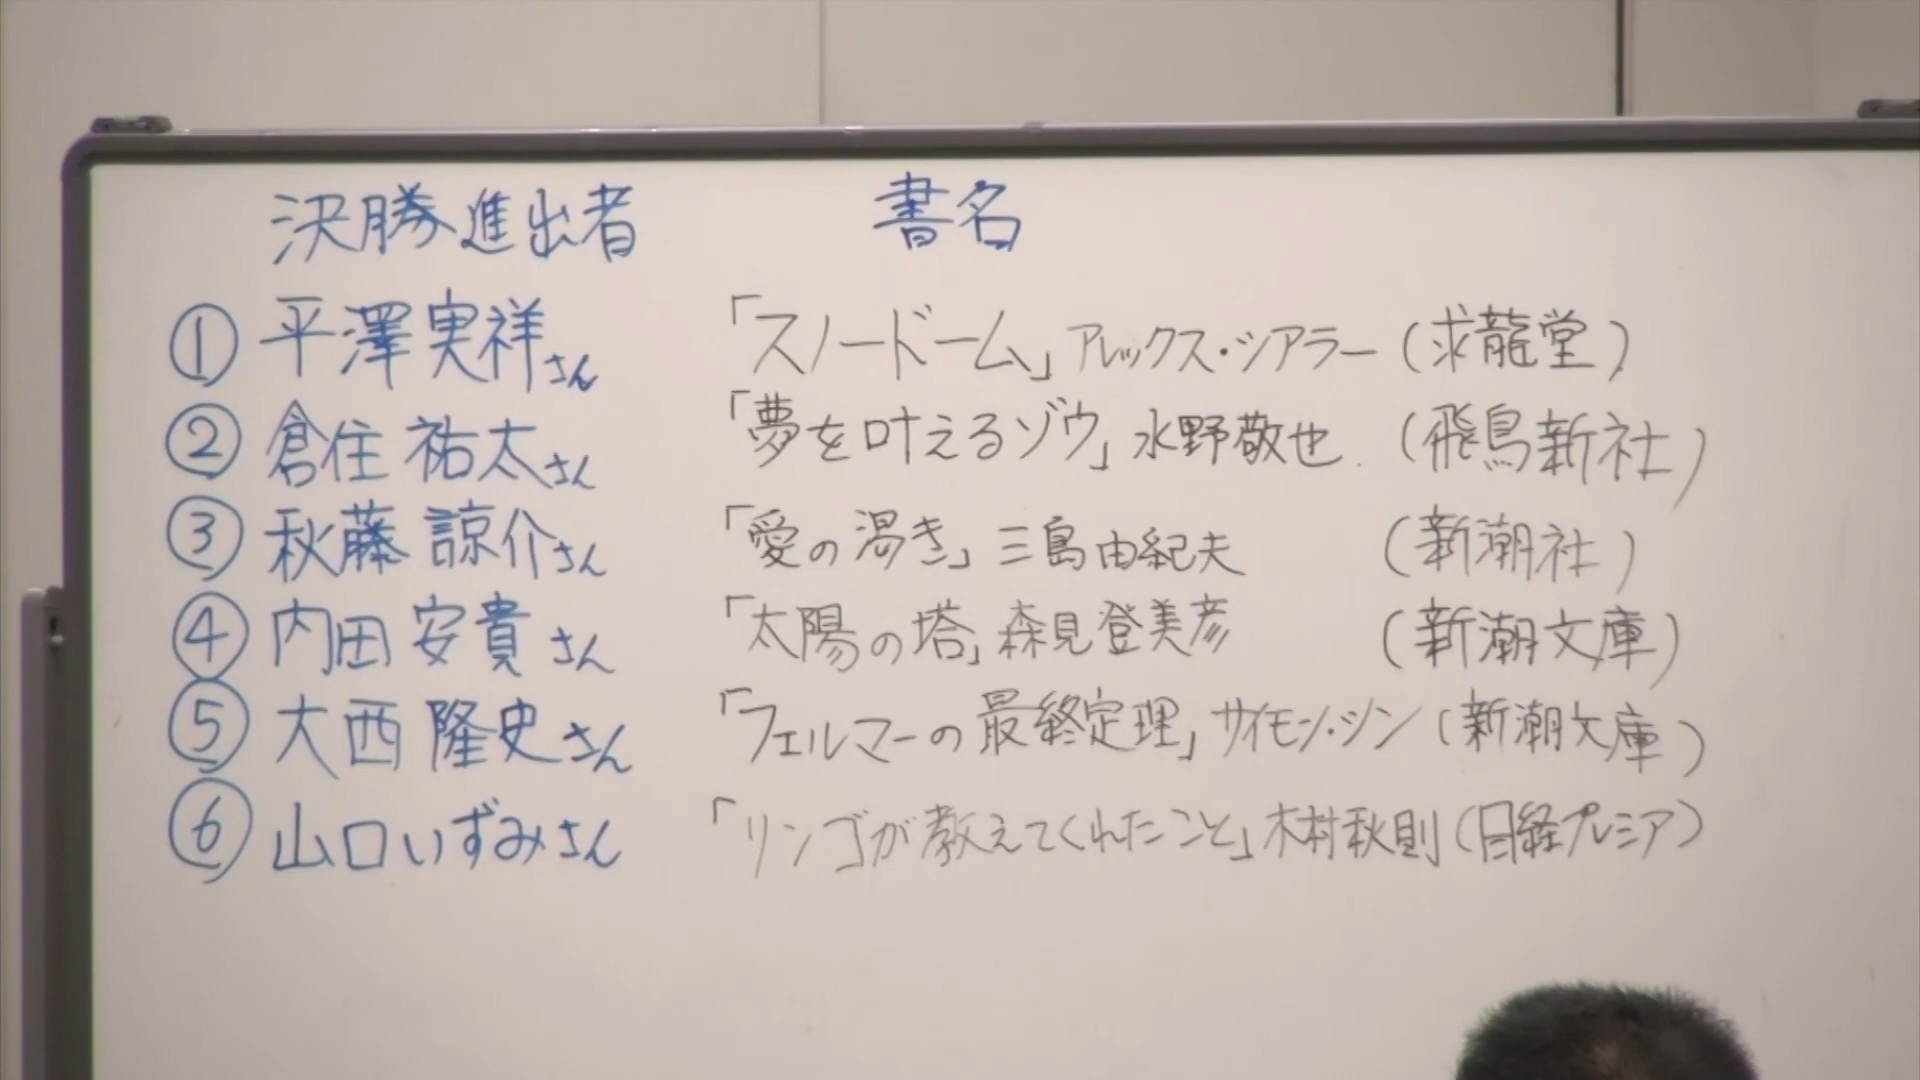 決勝進出者 書名
① 平澤実祥さん 「スノードーム」アレックス・シアラー(求龍堂)
② 倉住祐太さん 「夢を叶えるゾウ」水野敬也(飛鳥新社)
③ 秋藤諒介さん 「愛の渇き」三島由紀夫(新潮社)
④ 内田安貴さん 「太陽の塔」森見登美彦(新潮文庫)
⑤ 大西隆史さん 「フェルマーの最終定理」サイモン・シン(新潮文庫)
⑥ 山口いずみさん 「リンゴが教えてくれたこと」木村秋則(日経プレミア)